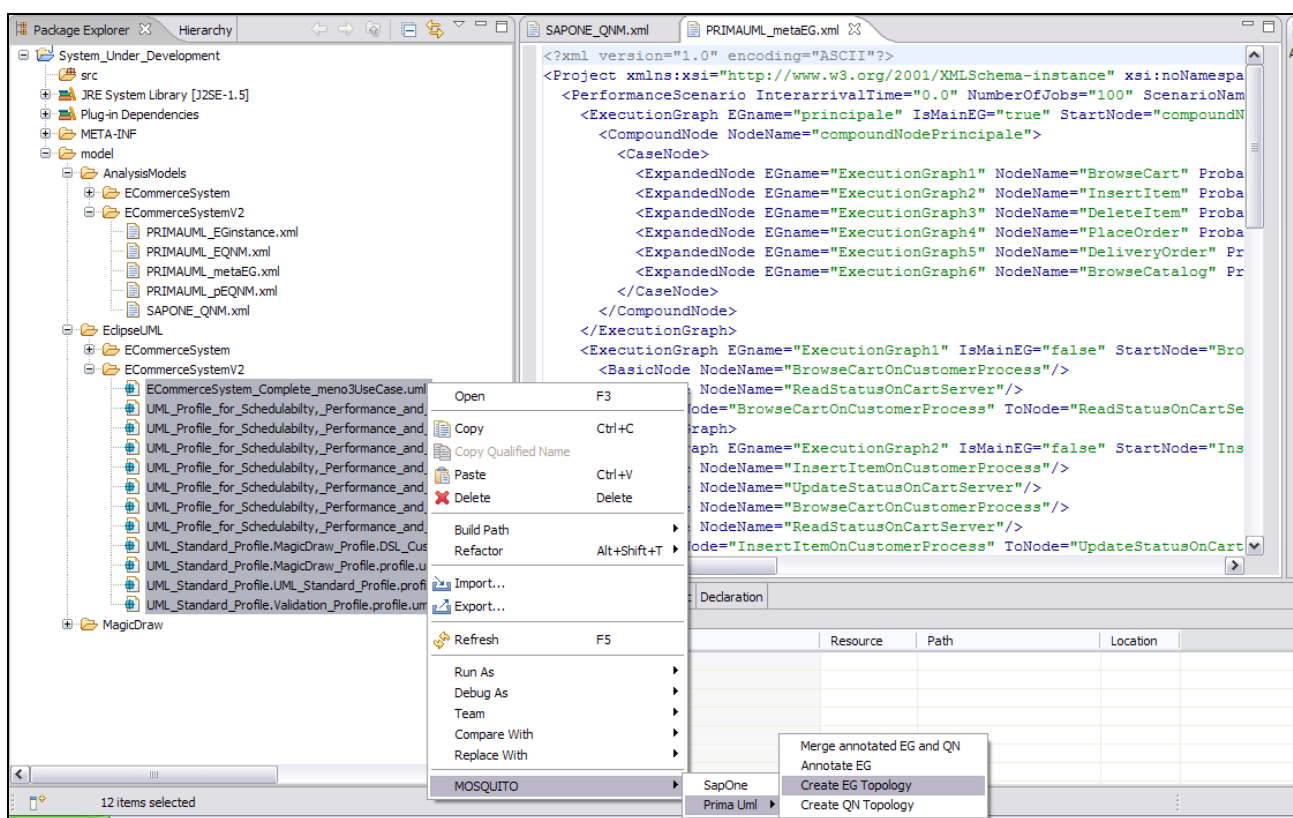 Package Explorer
Hierarchy
System_Under_Development
src
JRE System Library [J2SE-1.5]
Plug-in Dependencies
META-INF
model
AnalysisModels
ECommerceSystem
ECommerceSystemV2
PRIMAUML_EGinstance.xml
PRIMAUML_EQNM.xml
PRIMAUML_metaEG.xml
PRIMAUML_pEQNM.xml
SAPONE_QNM.xml
EclipseUML
ECommerceSystem
ECommerceSystemV2
ECommerceSystem_Complete_meno3UseCase.uml
UML_Profile_for_Schedulabilty,_Performance_and_
UML_Profile_for_Schedulabilty,_Performance_and_
UML_Profile_for_Schedulabilty,_Performance_and_
UML_Profile_for_Schedulabilty,_Performance_and_
UML_Profile_for_Schedulabilty,_Performance_and_
UML_Profile_for_Schedulabilty,_Performance_and_
UML_Profile_for_Schedulabilty,_Performance_and_
UML_Standard_Profile.MagicDraw_Profile.DSL_Cus
UML_Standard_Profile.MagicDraw_Profile.profile.u
UML_Standard_Profile.UML_Standard_Profile.profi
UML_Standard_Profile.Validation_Profile.profile.um
MagicDraw
12 items selected
SAPONE_QNM.xml
PRIMAUML_metaEG.xml
<?xml version="1.0" encoding="ASCII"?>
<Project xmlns:xsi="http://www.w3.org/2001/XMLSchema-instance" xsi:noNamespa
<PerformanceScenario InterarrivalTime="0.0" NumberOfJobs="100" ScenarioNam
<ExecutionGraph EGname="principale" IsMainEG="true" StartNode="compoundN
<CompoundNode NodeName="compoundNodePrincipale">
<CaseNode>
<ExpandedNode EGname="ExecutionGraph1" NodeName="BrowseCart" Proba
<ExpandedNode EGname="ExecutionGraph2" NodeName="InsertItem" Proba
<ExpandedNode EGname="ExecutionGraph3" NodeName="DeleteItem" Proba
<ExpandedNode EGname="ExecutionGraph4" NodeName="PlaceOrder" Proba
<ExpandedNode EGname="ExecutionGraph5" NodeName="DeliveryOrder" Pr
<ExpandedNode EGname="ExecutionGraph6" NodeName="BrowseCatalog" Pr
</CaseNode>
</CompoundNode>
</ExecutionGraph>
<ExecutionGraph EGname="ExecutionGraph1" IsMainEG="false" StartNode="Bro
<BasicNode NodeName="BrowseCartOnCustomerProcess"/>
NodeName="ReadStatusOnCartServer"/>
ode="BrowseCartOnCustomerProcess" ToNode="ReadStatusOnCartSe
raph>
aph EGname="ExecutionGraph2" IsMainEG="false" StartNode="Ins
NodeName="InsertItemOnCustomerProcess"/>
NodeName="UpdateStatusOnCartServer"/>
NodeName="BrowseCartOnCustomerProcess"/>
NodeName="ReadStatusOnCartServer"/>
ode="InsertItemOnCustomerProcess" ToNode="UpdateStatusOnCart
Declaration
Resource Path Location
Open F3
Copy Ctrl+C
Copy Qualified Name
Paste Ctrl+V
Delete Delete
Build Path
Refactor Alt+Shift+T
Import...
Export...
Refresh F5
Run As
Debug As
Team
Compare With
Replace With
MOSQUITO
SapOne
Prima Uml
Merge annotated EG and QN
Annotate EG
Create EG Topology
Create QN Topology